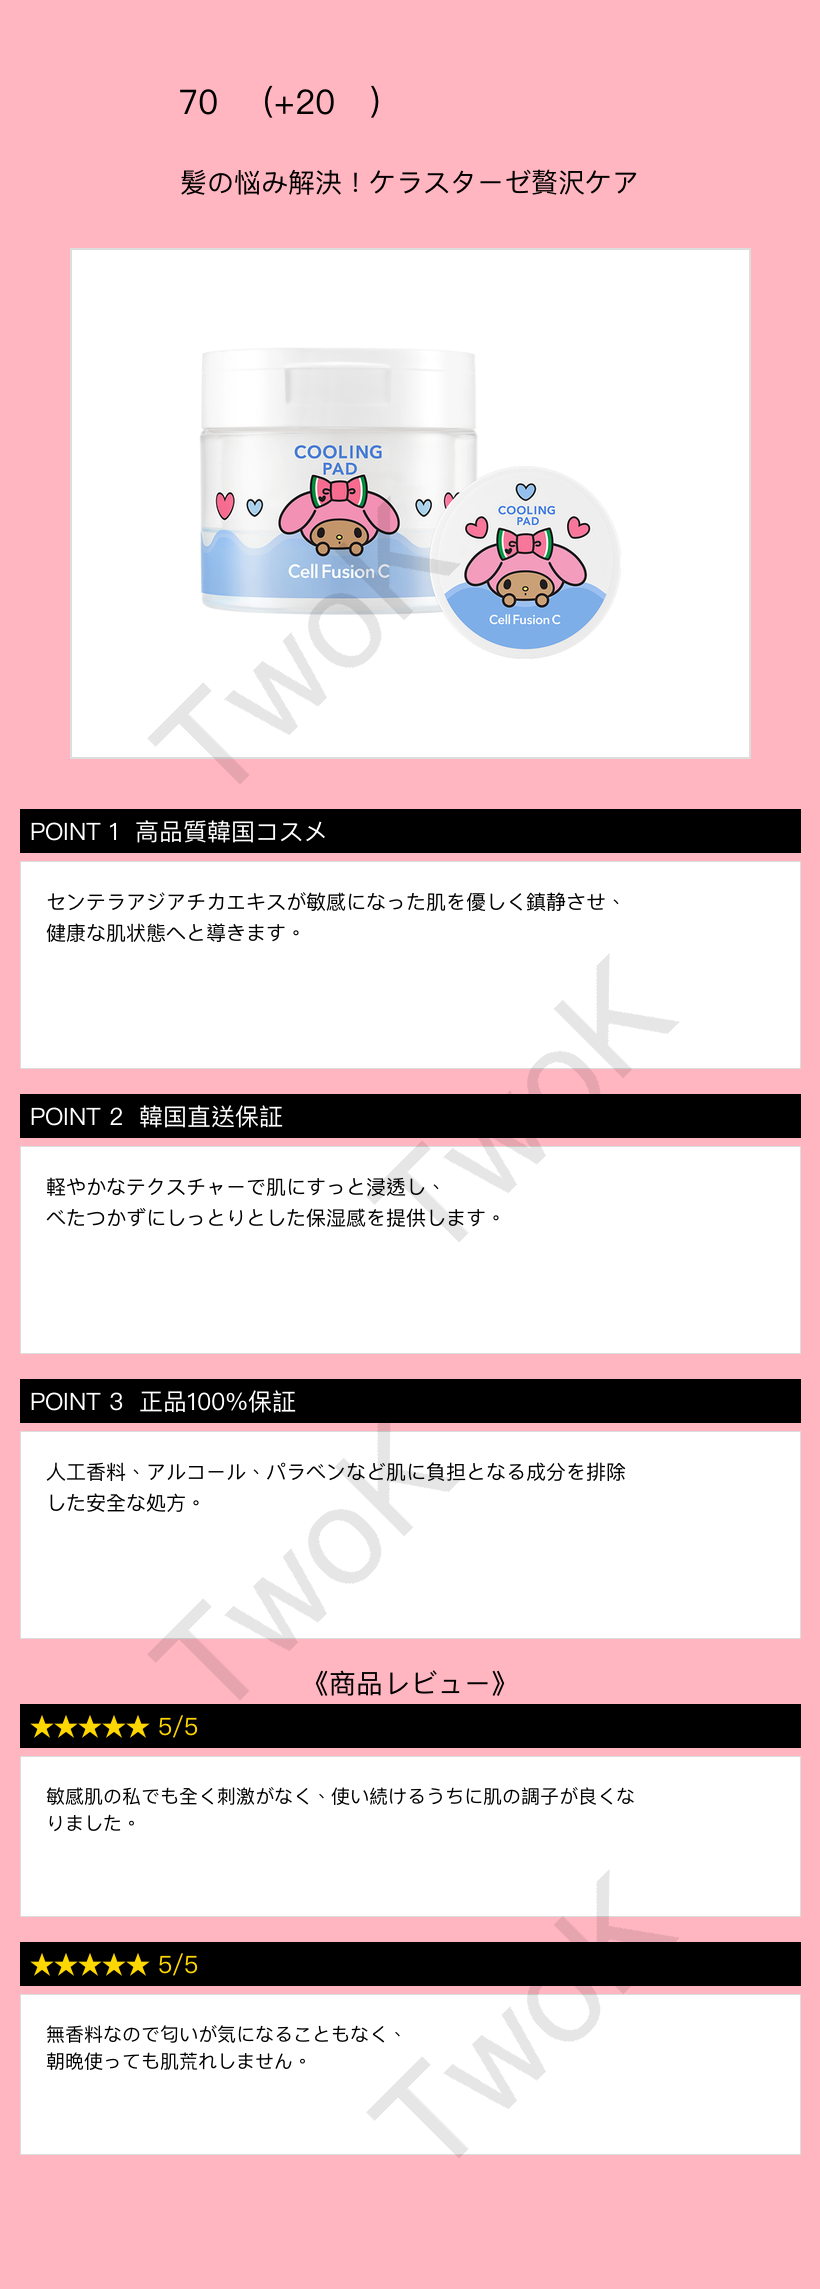 70 (+20 )
髪の悩み解決！ケラスターゼ贅沢ケア
COOLING
PAD
Cell Fusion C
COOLING
PAD
Cell Fusion C
TwoK
POINT 1 高品質韓国コスメ
センテラアジアチカエキスが敏感になった肌を優しく鎮静させ、
健康な肌状態へと導きます。
TwoK
POINT 2 韓国直送保証
軽やかなテクスチャーで肌にすっと浸透し、
べたつかずにしっとりとした保湿感を提供します。
POINT 3 正品100%保証
人工香料、アルコール、パラベンなど肌に負担となる成分を排除
した安全な処方。
TwoK
《商品レビュー》
★★★★★ 5/5
敏感肌の私でも全く刺激がなく、使い続けるうちに肌の調子が良くな
りました。
★★★★★ 5/5
無香料なので匂いが気になることもなく、
朝晩使っても肌荒れしません。
TwoK